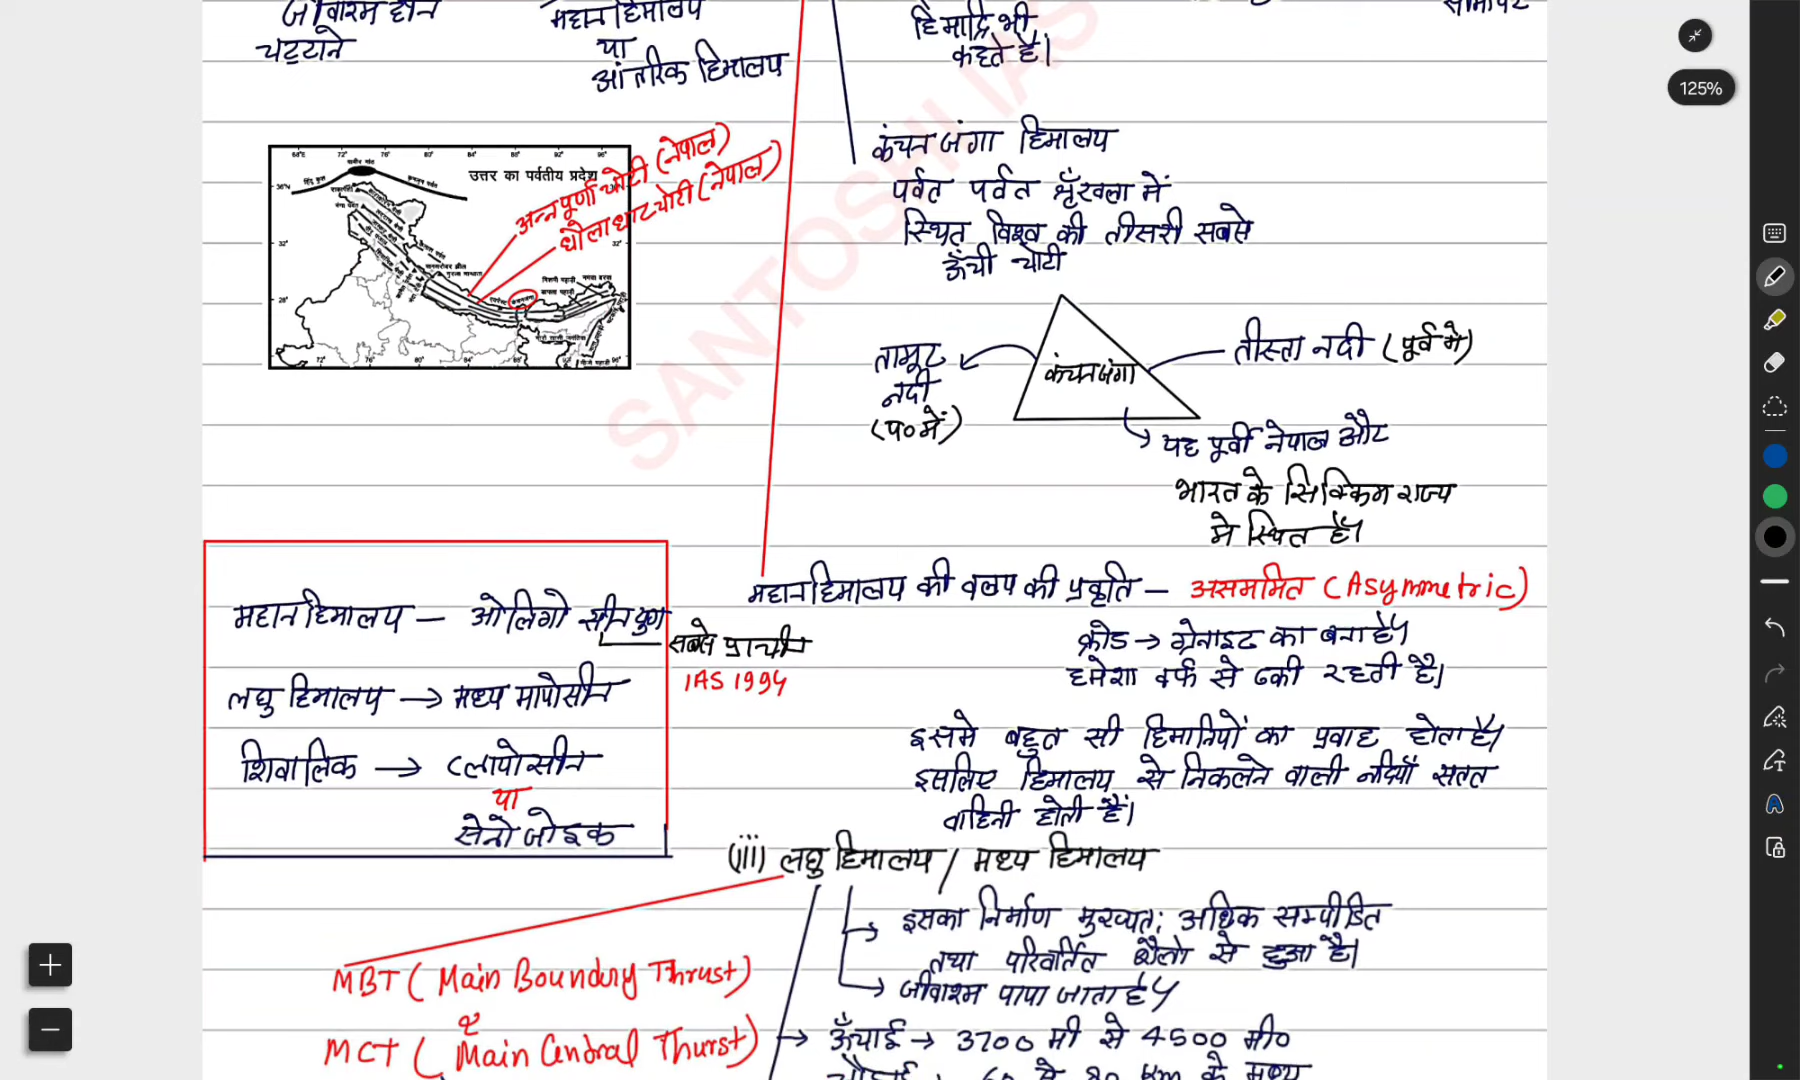 जीवाश्म हीन
चट्टाने
महान हिमालय
या
आंतरिक हिमालय
हिमाद्रि भी
कहते हैं।
125%
SANTOSH IAS
उत्तर का पर्वतीय प्रदेश
अन्नपूर्णा चोटी (नेपाल)
धौलाधाट चोटी (नेपाल)
कंचनजंगा हिमालय
पर्वत पर्वत श्रृंखला में
स्थित विश्व की तीसरी सबसे
ऊँची चोटी
तामूर
नदी
(प० में)
कंचनजंगा
तीस्ता नदी (पूर्व में)
यह पूर्वी नेपाल और
भारत के सिक्किम राज्य
मे स्थित है।
महान हिमालय की वलय की प्रकृति – असममित (Asymmetric)
क्रोड → ग्रेनाइट का बना है।
हमेशा बर्फ से ढकी रहती है।
महान हिमालय – ओलिगो सीन युग
सबसे प्राचीन
IAS 1994
लघु हिमालय → मध्य मायोसीन
शिवालिक → प्लायोसीन
या
सेनोजोइक
इसमे बहुत सी हिमानियों का प्रवाह होता है।
इसलिए हिमालय से निकलने वाली नदियाँ सतत
वाहिनी होती हैं।
(iii) लघु हिमालय / मध्य हिमालय
इसका निर्माण मुख्यत: अधिक सम्पीडित
तथा परिवर्तित शैलो से हुआ है।
जीवाश्म पाया जाता है।
MBT ( Main Boundry Thrust)
व
MCT ( Main Central Thurst)
→ ऊँचाई → 3700 मी से 4500 मी०